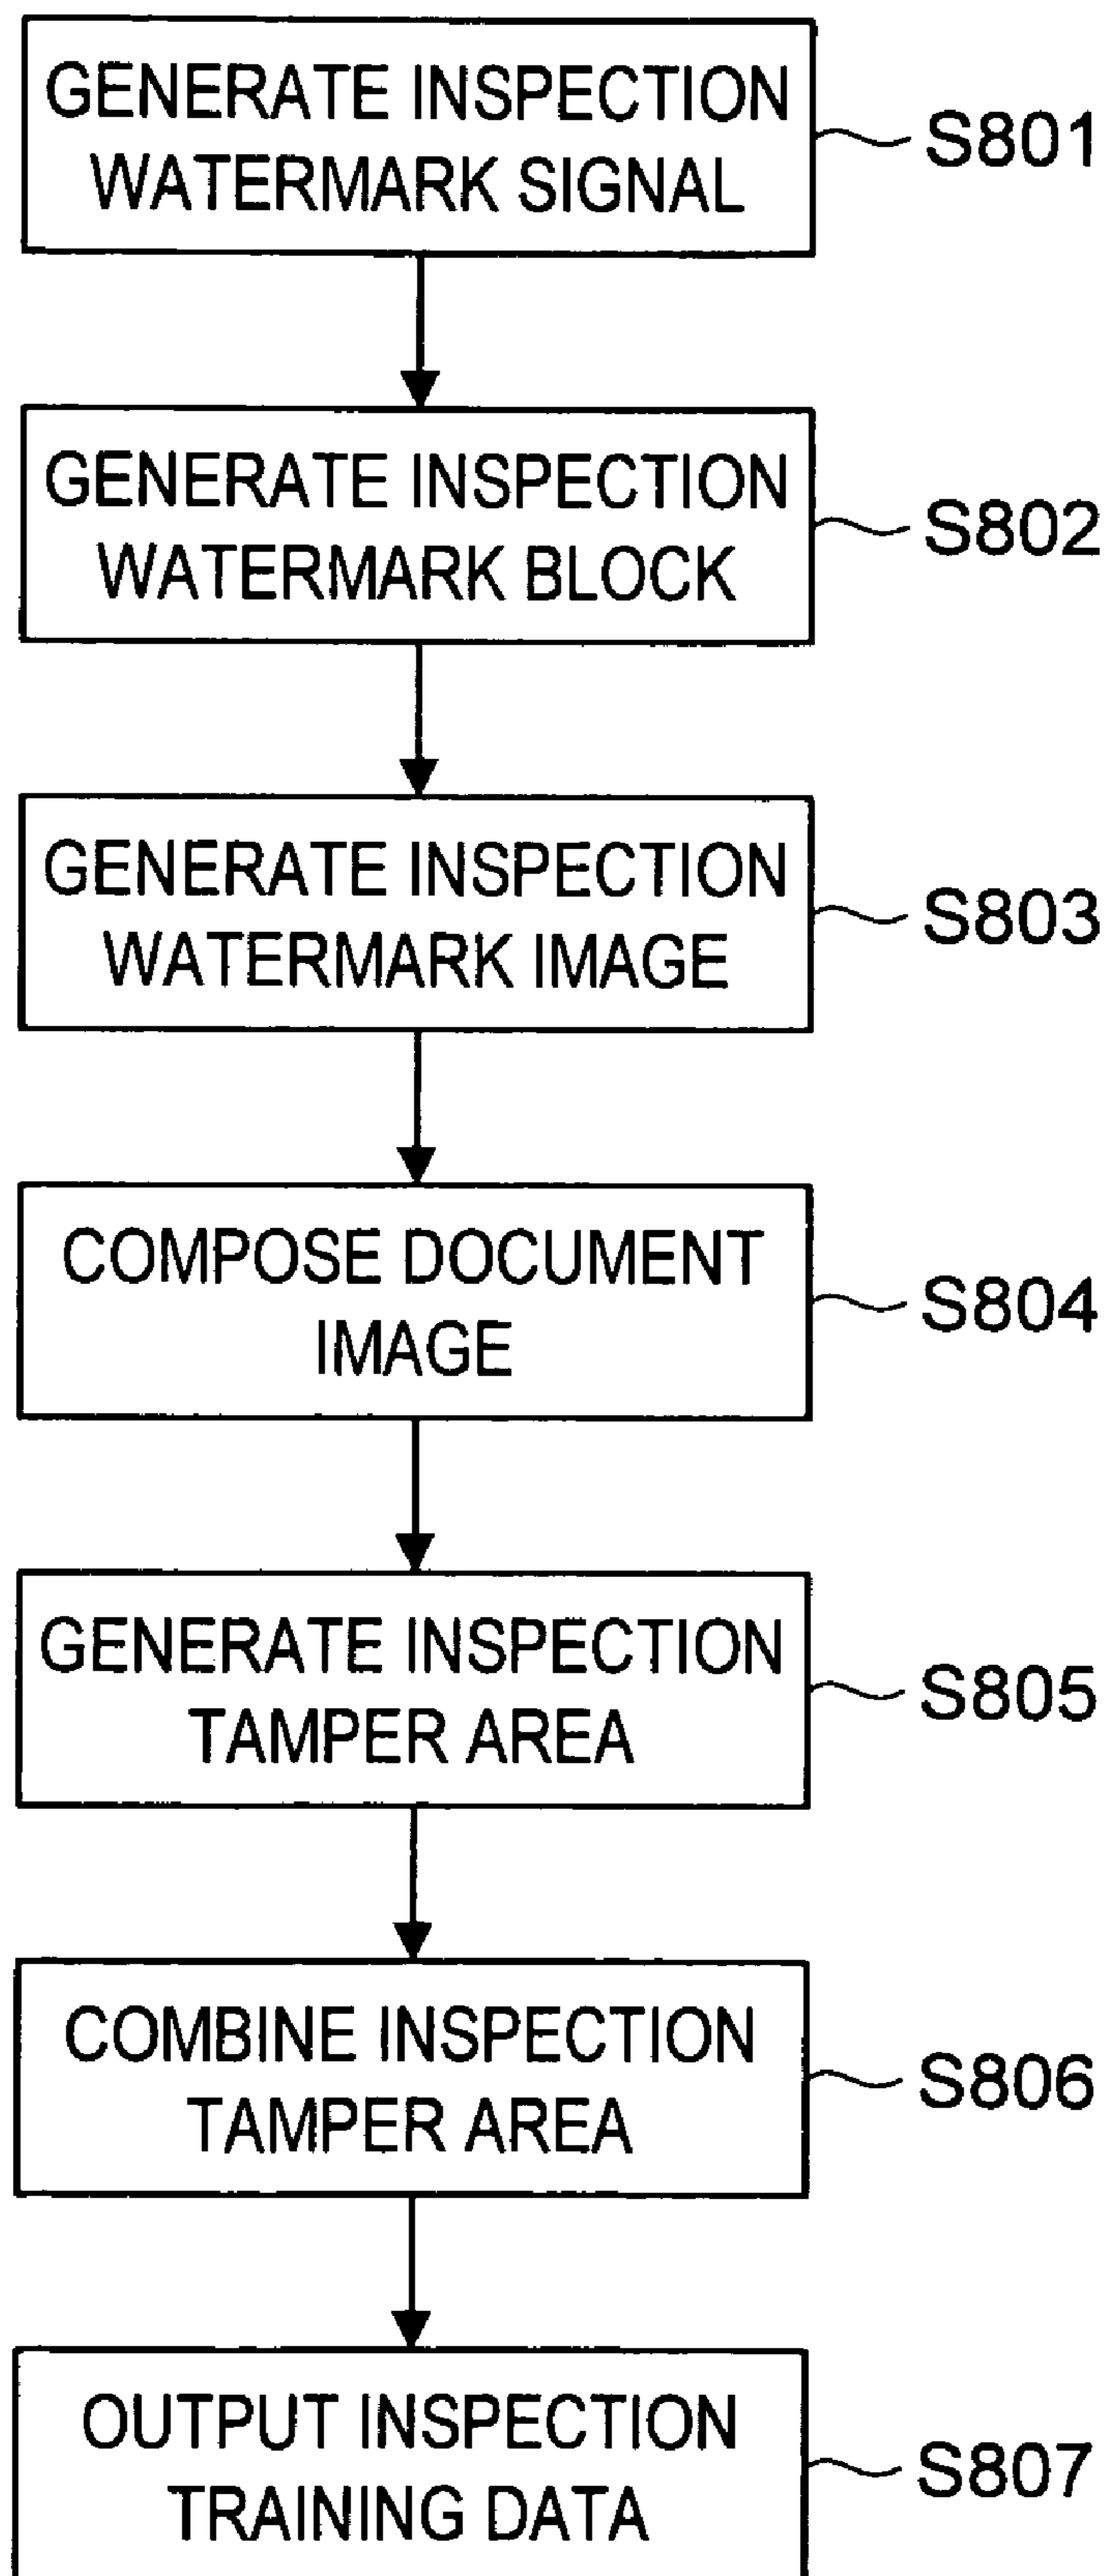 GENERATE INSPECTION
WATERMARK SIGNAL
S801
GENERATE INSPECTION
WATERMARK BLOCK
S802
GENERATE INSPECTION
WATERMARK IMAGE
S803
COMPOSE DOCUMENT
IMAGE
S804
GENERATE INSPECTION
TAMPER AREA
S805
COMBINE INSPECTION
TAMPER AREA
S806
OUTPUT INSPECTION
TRAINING DATA
S807